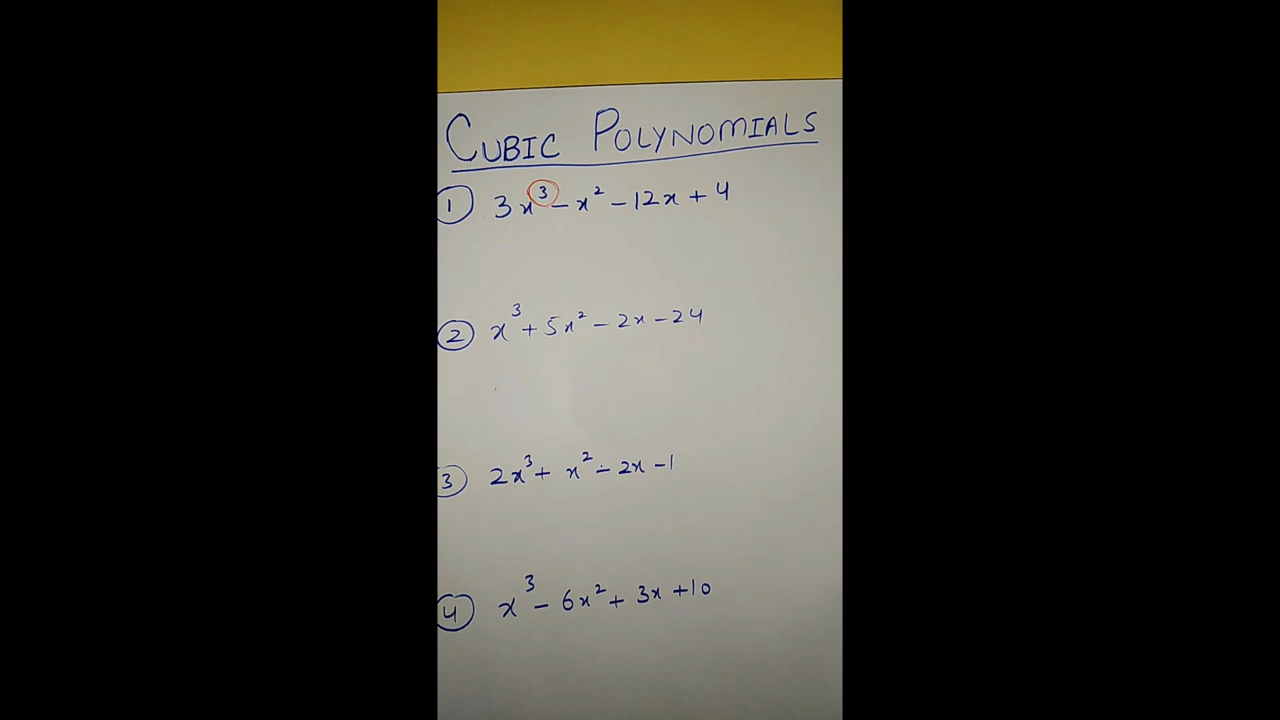 CUBIC POLYNOMIALS
1 3x³ - x² - 12x + 4
2 x³ + 5x² - 2x - 24
3 2x³ + x² - 2x - 1
4 x³ - 6x² + 3x + 10